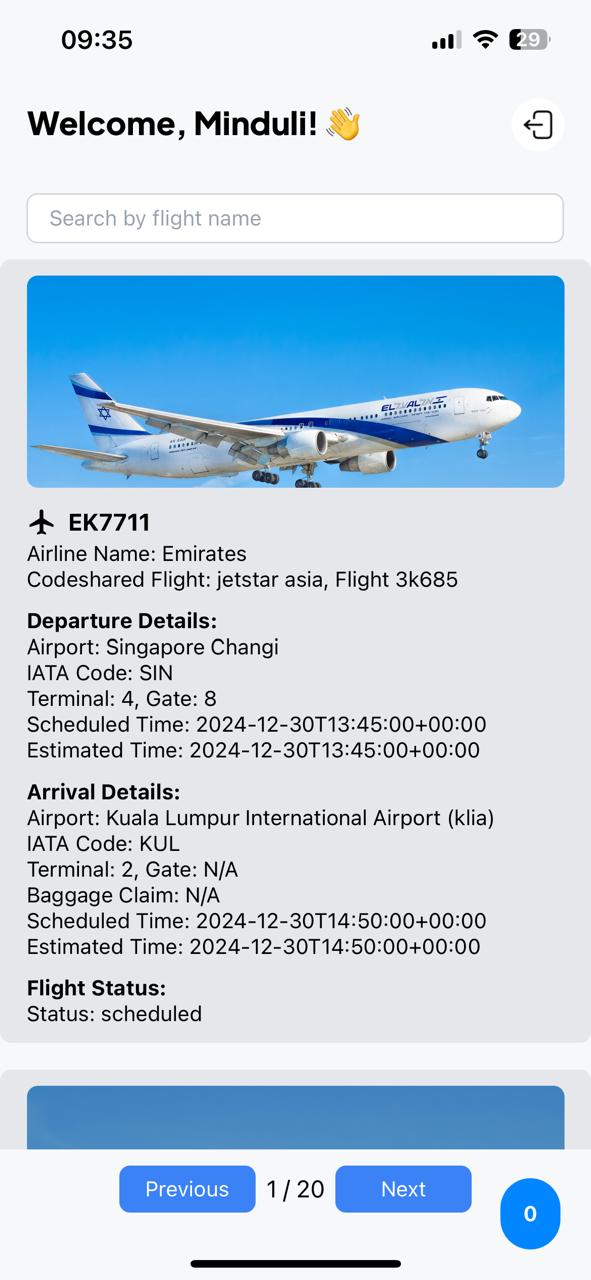 09:35
29
Welcome, Minduli! 👋
Search by flight name
EL AL
EK7711
Airline Name: Emirates
Codeshared Flight: jetstar asia, Flight 3k685
Departure Details:
Airport: Singapore Changi
IATA Code: SIN
Terminal: 4, Gate: 8
Scheduled Time: 2024-12-30T13:45:00+00:00
Estimated Time: 2024-12-30T13:45:00+00:00
Arrival Details:
Airport: Kuala Lumpur International Airport (klia)
IATA Code: KUL
Terminal: 2, Gate: N/A
Baggage Claim: N/A
Scheduled Time: 2024-12-30T14:50:00+00:00
Estimated Time: 2024-12-30T14:50:00+00:00
Flight Status:
Status: scheduled
Previous 1 / 20 Next
0